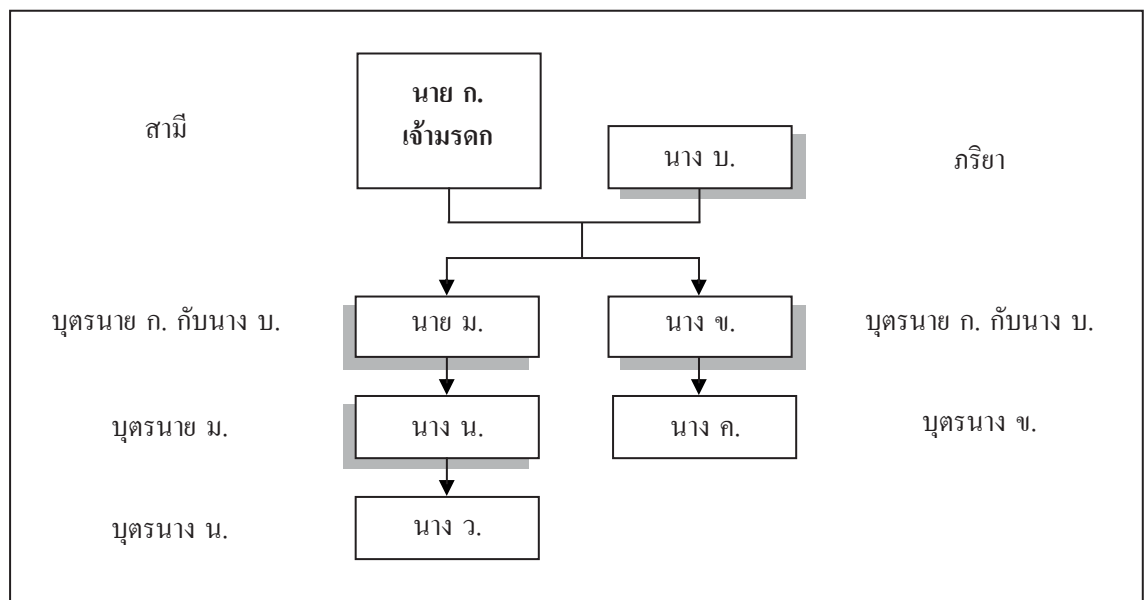 นาย ก.
เจ้ามรดก
สามี
นาง บ.
ภริยา
บุตรนาย ก. กับนาง บ.
นาย ม.
นาง ข.
บุตรนาย ก. กับนาง บ.
บุตรนาย ม.
นาง น.
นาง ค.
บุตรนาง ข.
บุตรนาง น.
นาง ว.